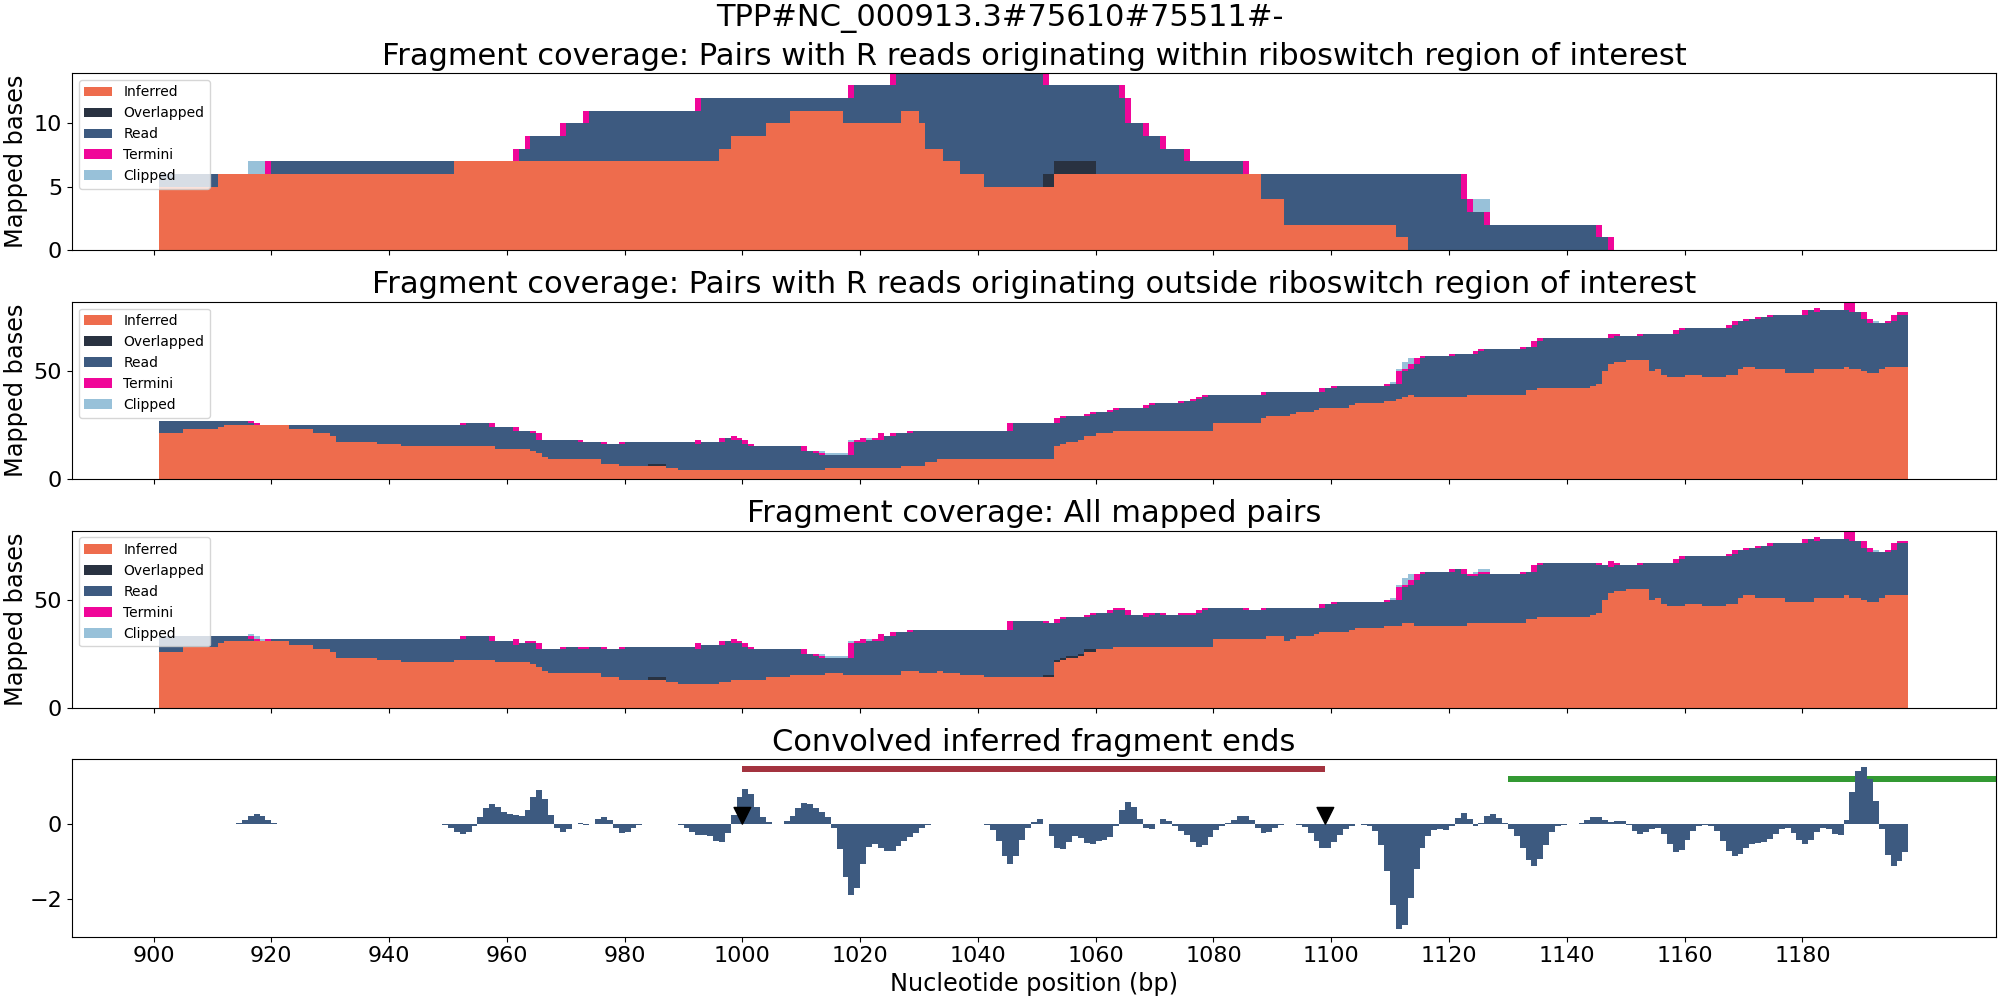 TPP#NC_000913.3#75610#75511#-
Fragment coverage: Pairs with R reads originating within riboswitch region of interest
Mapped bases
10
5
0
Inferred
Overlapped
Read
Termini
Clipped
Fragment coverage: Pairs with R reads originating outside riboswitch region of interest
Mapped bases
50
0
Inferred
Overlapped
Read
Termini
Clipped
Fragment coverage: All mapped pairs
Mapped bases
50
0
Inferred
Overlapped
Read
Termini
Clipped
Convolved inferred fragment ends
0
−2
900 920 940 960 980 1000 1020 1040 1060 1080 1100 1120 1140 1160 1180
Nucleotide position (bp)